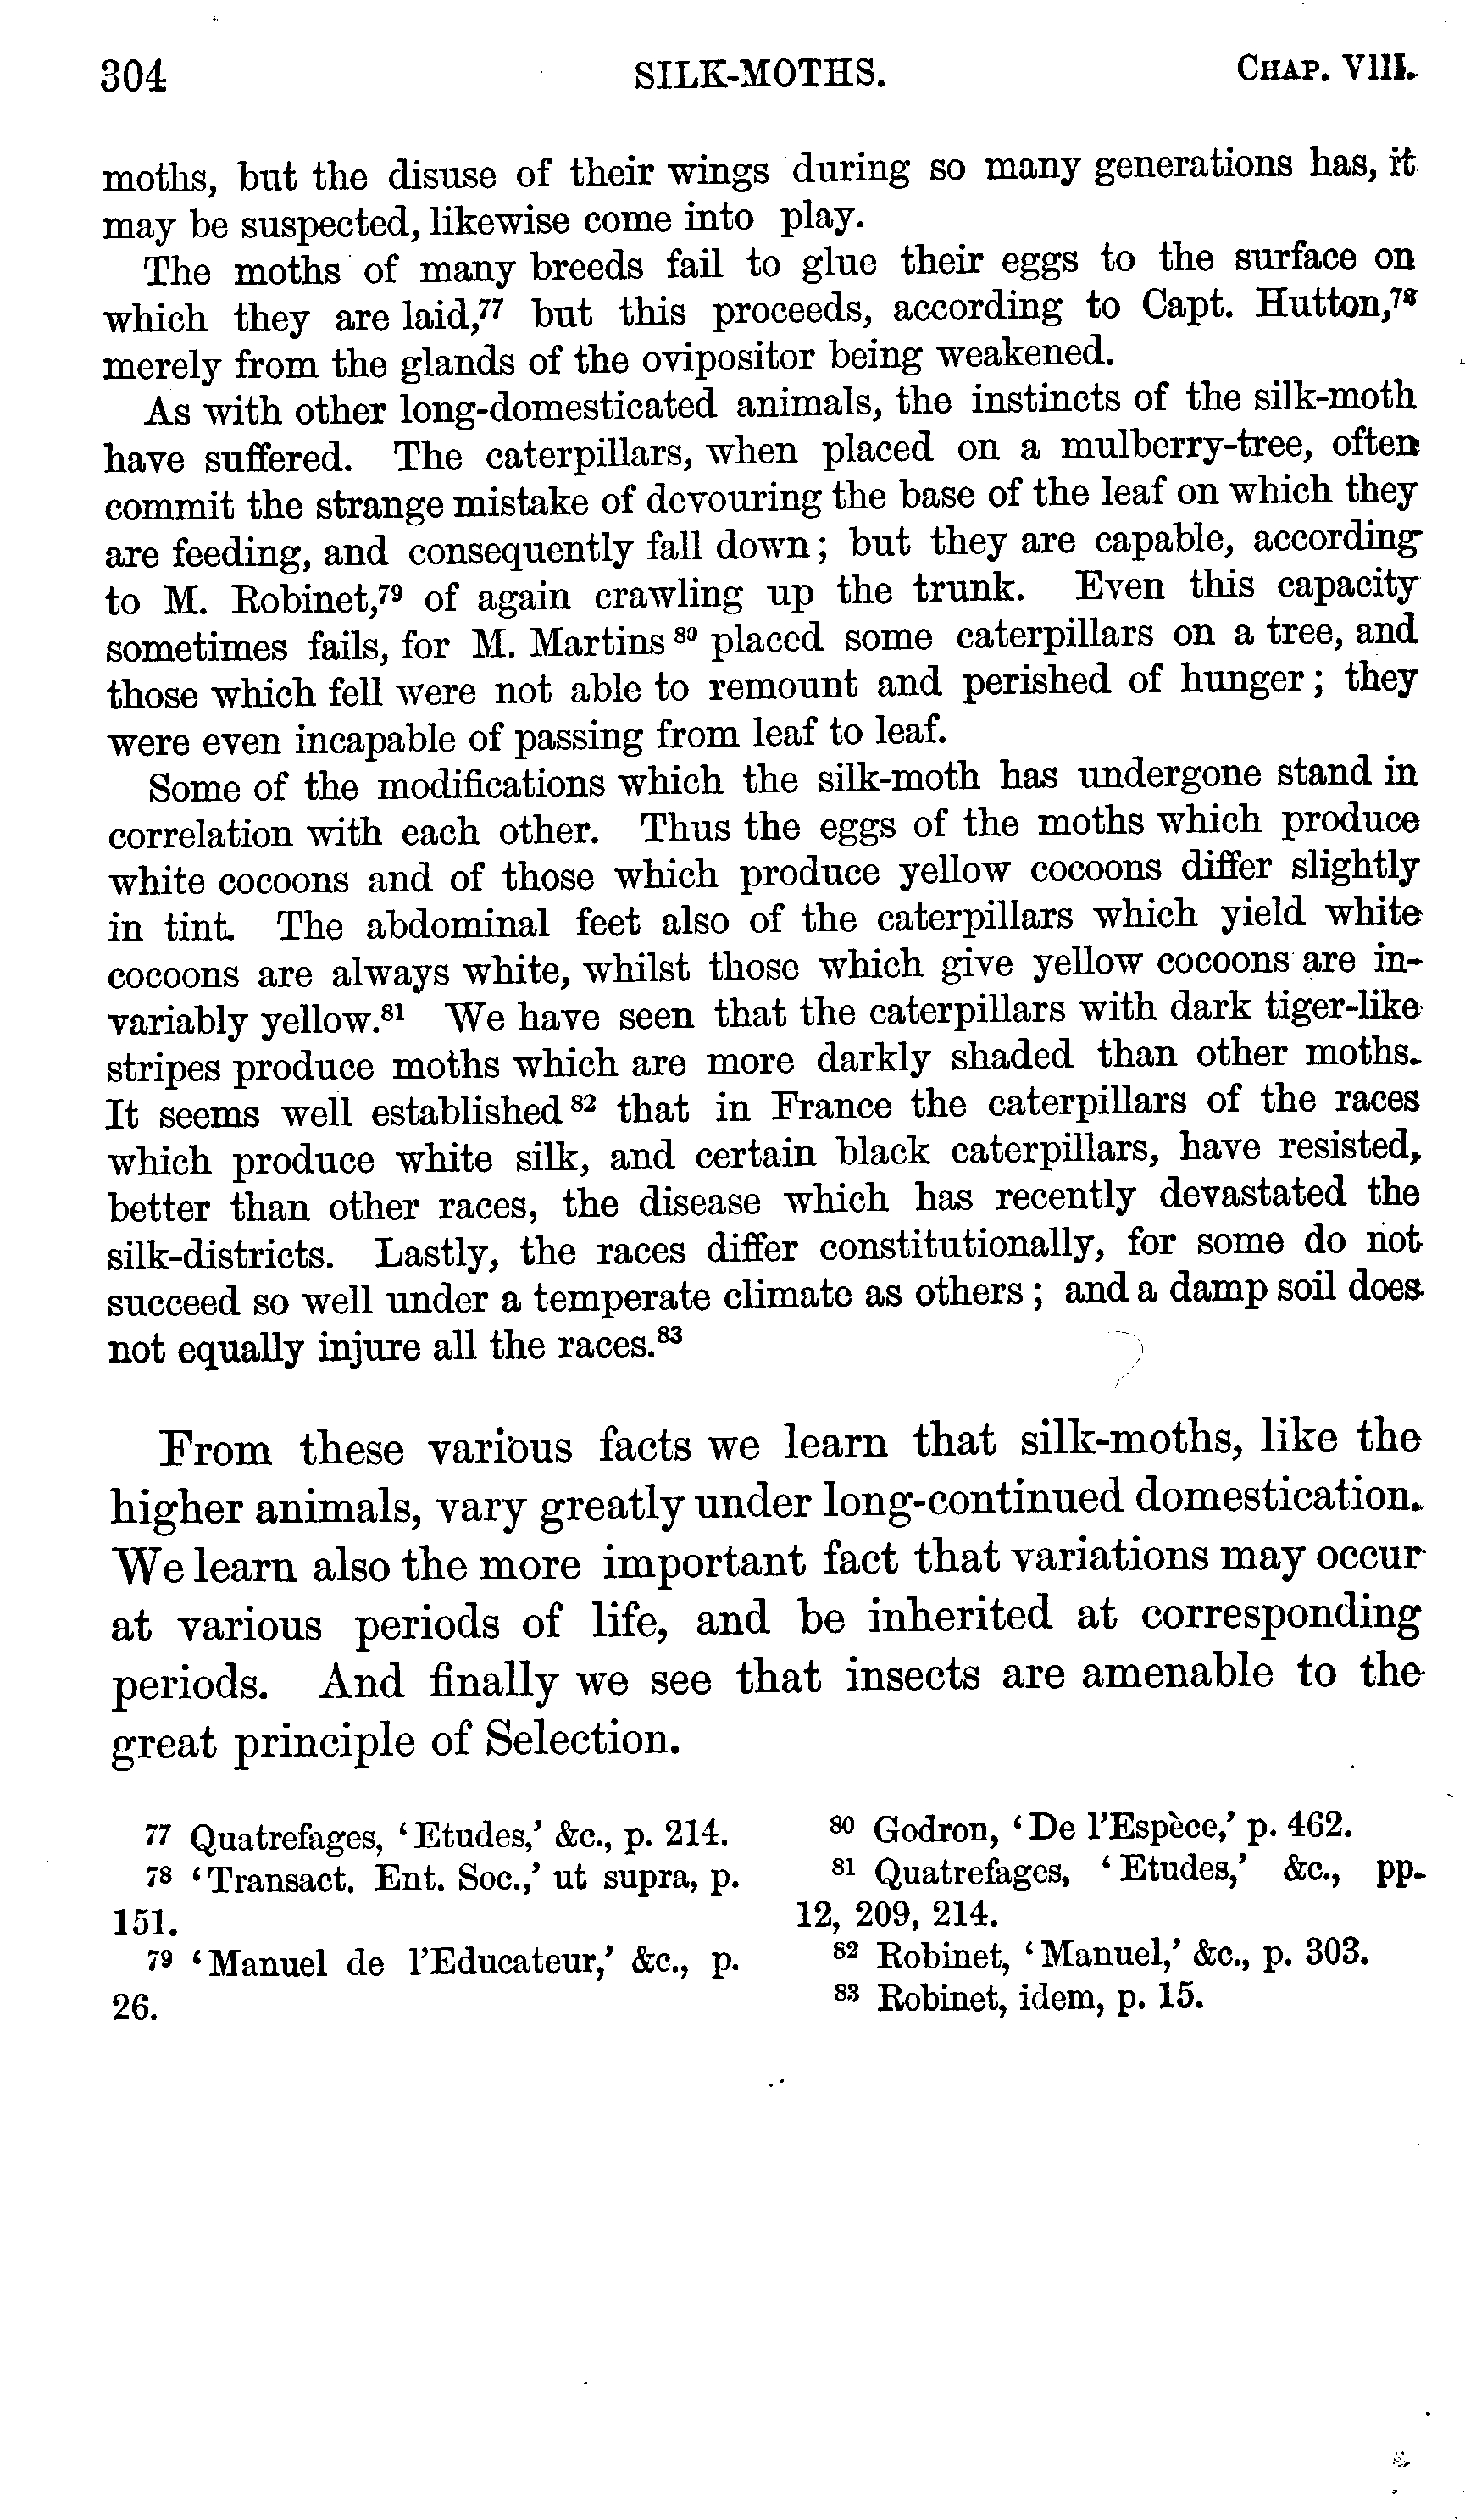 304 SILK-MOTHS. CHAP. VIII.
moths, but the disuse of their wings during so many generations has, it
may be suspected, likewise come into play.
The moths of many breeds fail to glue their eggs to the surface on
which they are laid,77 but this proceeds, according to Capt. Hutton,78
merely from the glands of the ovipositor being weakened.
As with other long-domesticated animals, the instincts of the silk-moth
have suffered. The caterpillars, when placed on a mulberry-tree, often
commit the strange mistake of devouring the base of the leaf on which they
are feeding, and consequently fall down; but they are capable, according
to M. Robinet,79 of again crawling up the trunk. Even this capacity
sometimes fails, for M. Martins 80 placed some caterpillars on a tree, and
those which fell were not able to remount and perished of hunger; they
were even incapable of passing from leaf to leaf.
Some of the modifications which the silk-moth has undergone stand in
correlation with each other. Thus the eggs of the moths which produce
white cocoons and of those which produce yellow cocoons differ slightly
in tint. The abdominal feet also of the caterpillars which yield white
cocoons are always white, whilst those which give yellow cocoons are in-
variably yellow.81 We have seen that the caterpillars with dark tiger-like
stripes produce moths which are more darkly shaded than other moths.
It seems well established 82 that in France the caterpillars of the races
which produce white silk, and certain black caterpillars, have resisted,
better than other races, the disease which has recently devastated the
silk-districts. Lastly, the races differ constitutionally, for some do not
succeed so well under a temperate climate as others; and a damp soil does
not equally injure all the races.83
From these various facts we learn that silk-moths, like the
higher animals, vary greatly under long-continued domestication.
We learn also the more important fact that variations may occur
at various periods of life, and be inherited at corresponding
periods. And finally we see that insects are amenable to the
great principle of Selection.
77 Quatrefages, ‘Etudes,’ &c., p. 214.
78 ‘Transact. Ent. Soc.,’ ut supra, p.
151.
79 ‘Manuel de l’Educateur,’ &c., p.
26.
80 Godron, ‘De l’Espèce,’ p. 462.
81 Quatrefages, ‘Etudes,’ &c., pp.
12, 209, 214.
82 Robinet, ‘Manuel,’ &c., p. 303.
83 Robinet, idem, p. 15.